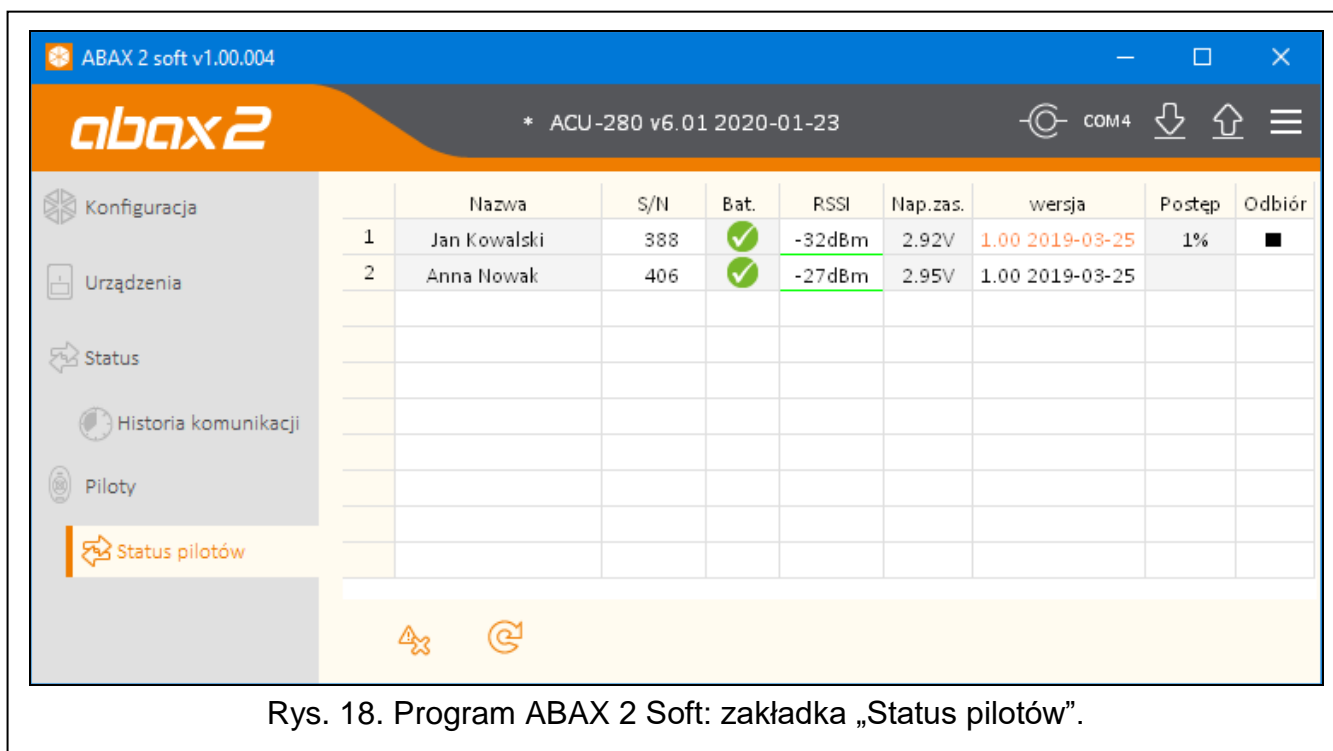 ABAX 2 soft v1.00.004
abax2
* ACU-280 v6.01 2020-01-23
COM4
Konfiguracja
Urządzenia
Status
Historia komunikacji
Piloty
Status pilotów
Nazwa S/N Bat. RSSI Nap.zas. wersja Postęp Odbiór
1 Jan Kowalski 388 -32dBm 2.92V 1.00 2019-03-25 1%
2 Anna Nowak 406 -27dBm 2.95V 1.00 2019-03-25
Rys. 18. Program ABAX 2 Soft: zakładka „Status pilotów”.